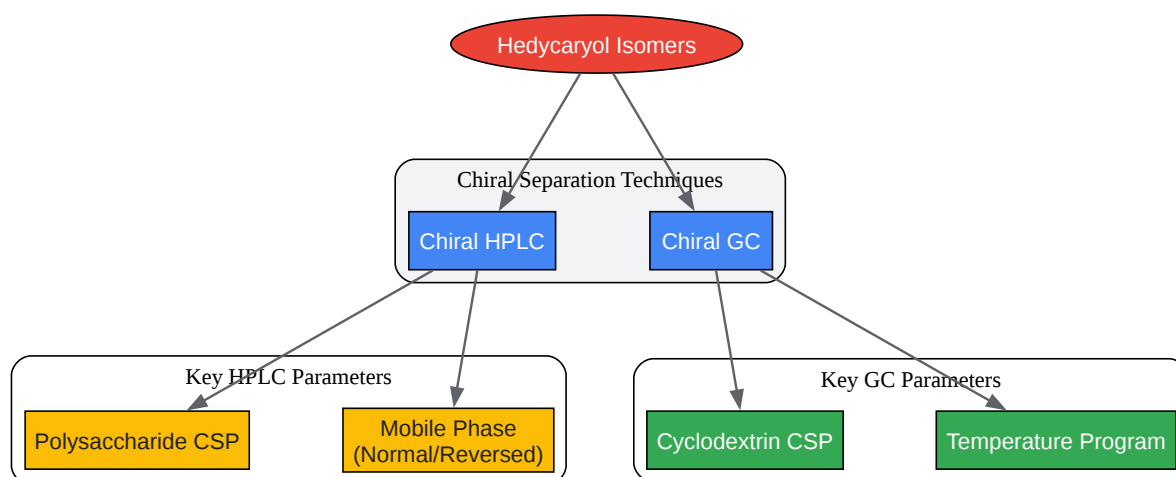 Hedycaryol Isomers
Chiral Separation Techniques
Chiral HPLC
Chiral GC
Key HPLC Parameters
Key GC Parameters
Polysaccharide CSP
Mobile Phase
(Normal/Reversed)
Cyclodextrin CSP
Temperature Program